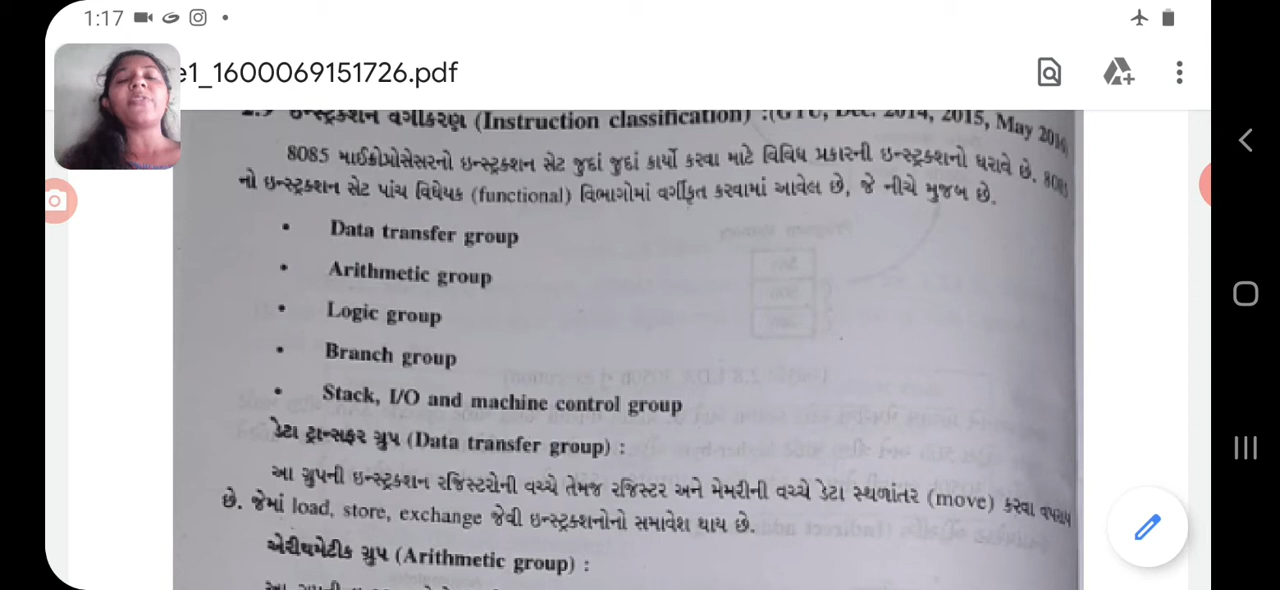 1:17
e1_1600069151726.pdf
2.9 ઇન્સ્ટ્રક્શન વર્ગીકરણ (Instruction classification) :(GTU, Dec. 2014, 2015, May 2016
8085 માઈક્રોપ્રોસેસરનો ઇન્સ્ટ્રક્શન સેટ જુદાં જુદાં કાર્યો કરવા માટે વિવિધ પ્રકારની ઇન્સ્ટ્રક્શનો ધરાવે છે. 8085
નો ઇન્સ્ટ્રક્શન સેટ પાંચ વિધેયક (functional) વિભાગોમાં વર્ગીકૃત કરવામાં આવેલ છે, જે નીચે મુજબ છે.
• Data transfer group
• Arithmetic group
• Logic group
• Branch group
• Stack, I/O and machine control group
ડેટા ટ્રાન્સફર ગ્રુપ (Data transfer group) :
આ ગ્રુપની ઇન્સ્ટ્રક્શન રજિસ્ટરોની વચ્ચે તેમજ રજિસ્ટર અને મેમરીની વચ્ચે ડેટા સ્થળાંતર (move) કરવા વપરાય
છે. જેમાં load, store, exchange જેવી ઇન્સ્ટ્રક્શનોનો સમાવેશ થાય છે.
એરીથમેટીક ગ્રુપ (Arithmetic group) :